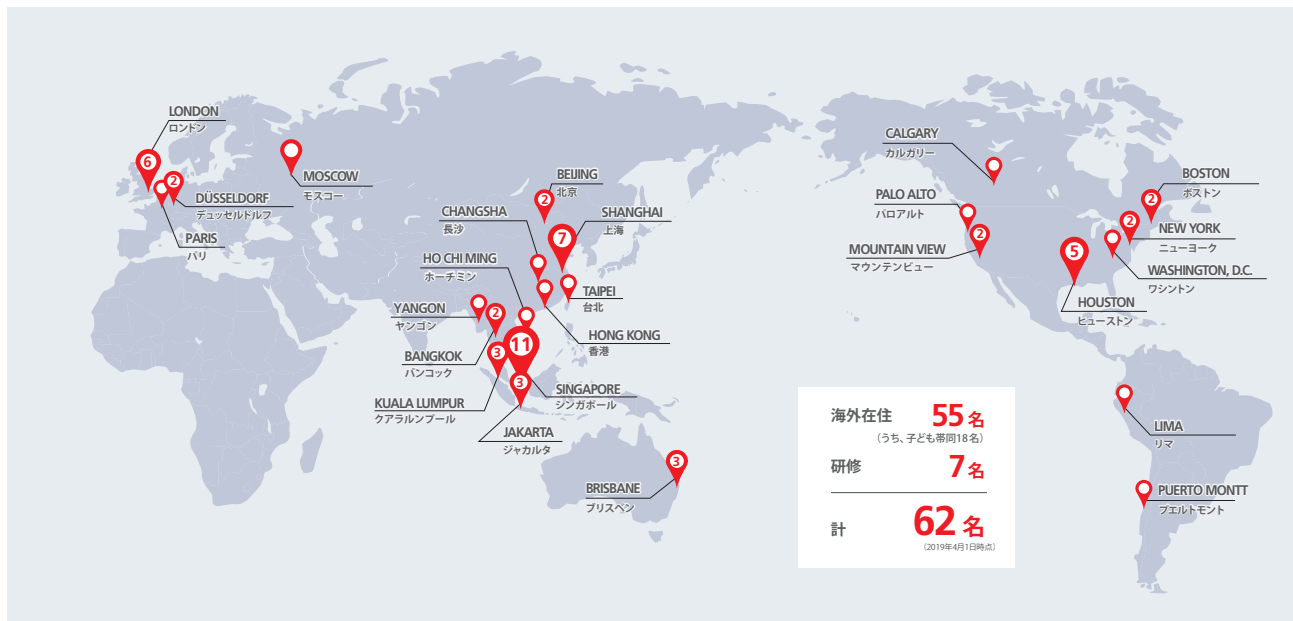 LONDON
ロンドン
6
2
DÜSSELDORF
デュッセルドルフ
PARIS
パリ
MOSCOW
モスコー
BEIJING
北京
2
CHANGSHA
長沙
SHANGHAI
上海
7
HO CHI MING
ホーチミン
TAIPEI
台北
YANGON
ヤンゴン
2
HONG KONG
香港
BANGKOK
バンコック
3
11
KUALA LUMPUR
クアラルンプール
SINGAPORE
シンガポール
3
JAKARTA
ジャカルタ
BRISBANE
ブリスベン
3
CALGARY
カルガリー
PALO ALTO
パロアルト
MOUNTAIN VIEW
マウンテンビュー
2
BOSTON
ボストン
2
NEW YORK
ニューヨーク
2
WASHINGTON, D.C.
ワシントン
5
HOUSTON
ヒューストン
LIMA
リマ
PUERTO MONTT
プエルトモント
海外在住 55名
（うち、子ども帯同18名）
研修 7名
計 62名
（2019年4月1日時点）